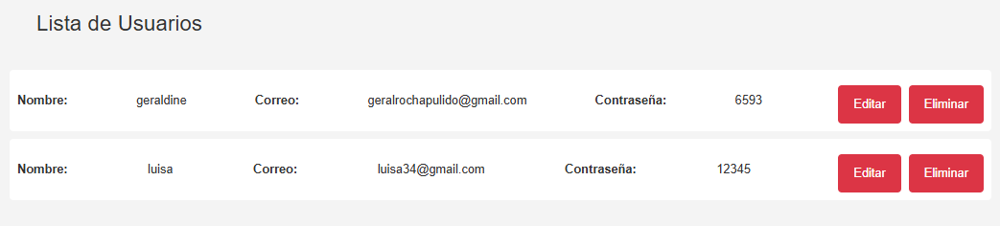 Lista de Usuarios
Nombre: geraldine Correo: geralrochapulido@gmail.com Contraseña: 6593 Editar Eliminar
Nombre: luisa Correo: luisa34@gmail.com Contraseña: 12345 Editar Eliminar